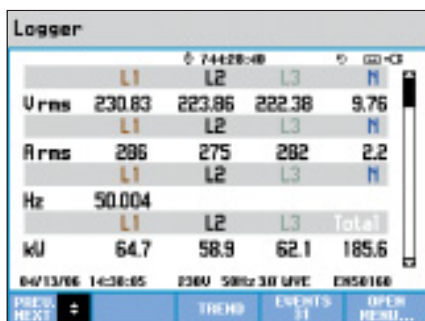 Logger
744:28:40
L1 L2 L3 N
Vrms 230.83 223.86 222.38 9.76
L1 L2 L3 N
Arms 286 275 282 2.2
L1 L2 L3 N
Hz 50.004
L1 L2 L3 Total
kW 64.7 58.9 62.1 185.6
04/13/06 14:38:05 230V 50Hz 3Ø WYE EN50160
PREV. NEXT TREND EVENTS 31 OPEN MENU...